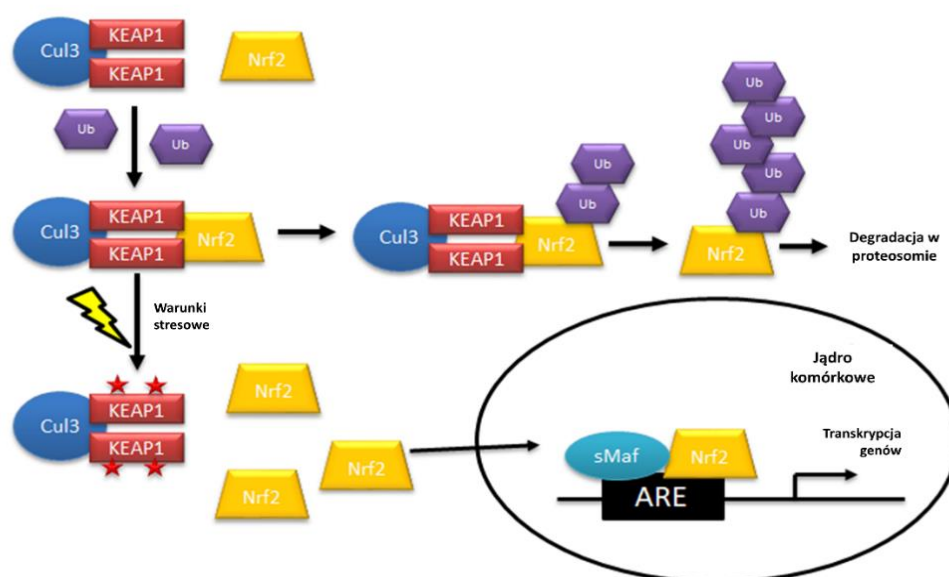 Cul3
KEAP1
KEAP1
Nrf2
Ub
Ub
Ub
Ub
Ub
Ub
Ub
Cul3
KEAP1
KEAP1
Nrf2
Cul3
KEAP1
KEAP1
Nrf2
Ub
Ub
Nrf2
Degradacja w
proteosomie
Warunki
stresowe
Cul3
KEAP1
KEAP1
Nrf2
Nrf2
Nrf2
Jądro
komórkowe
Transkrypcja
genów
sMaf
Nrf2
ARE